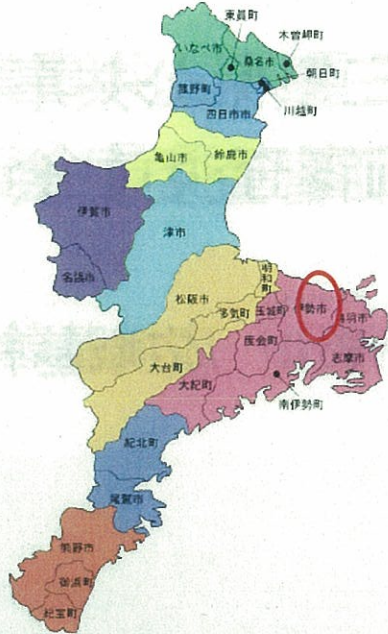 東員町
木曽岬町
いなべ市
桑名市
朝日町
菰野町
川越町
四日市市
亀山市
鈴鹿市
伊賀市
津市
名張市
松阪市
明和町
多気町
玉城町
伊勢市
鳥羽市
度会町
大台町
志摩市
大紀町
南伊勢町
紀北町
尾鷲市
熊野市
御浜町
紀宝町